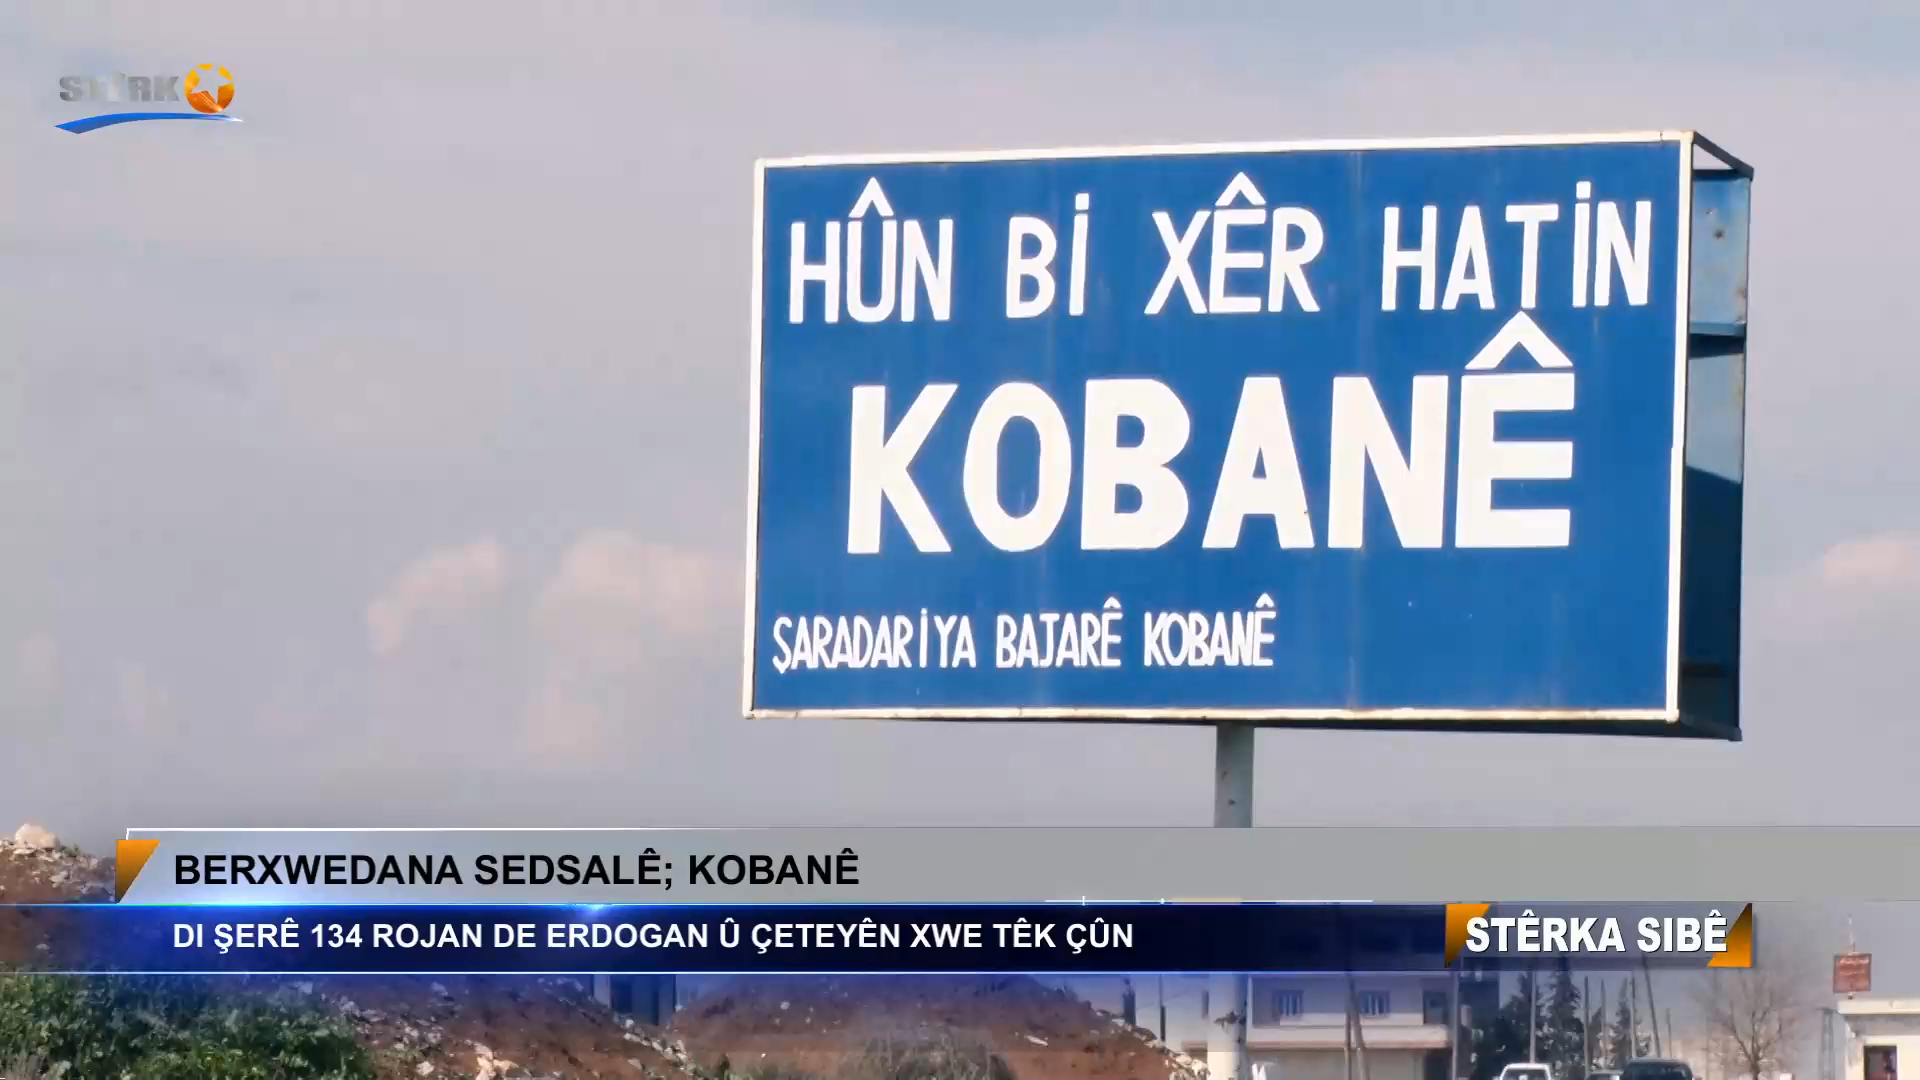 STÊRK
HÛN Bİ XÊR HATİN
KOBANÊ
ŞARADARİYA BAJARÊ KOBANÊ
BERXWEDANA SEDSALÊ; KOBANÊ
DI ŞERÊ 134 ROJAN DE ERDOGAN Û ÇETEYÊN XWE TÊK ÇÛN
STÊRKA SIBÊ